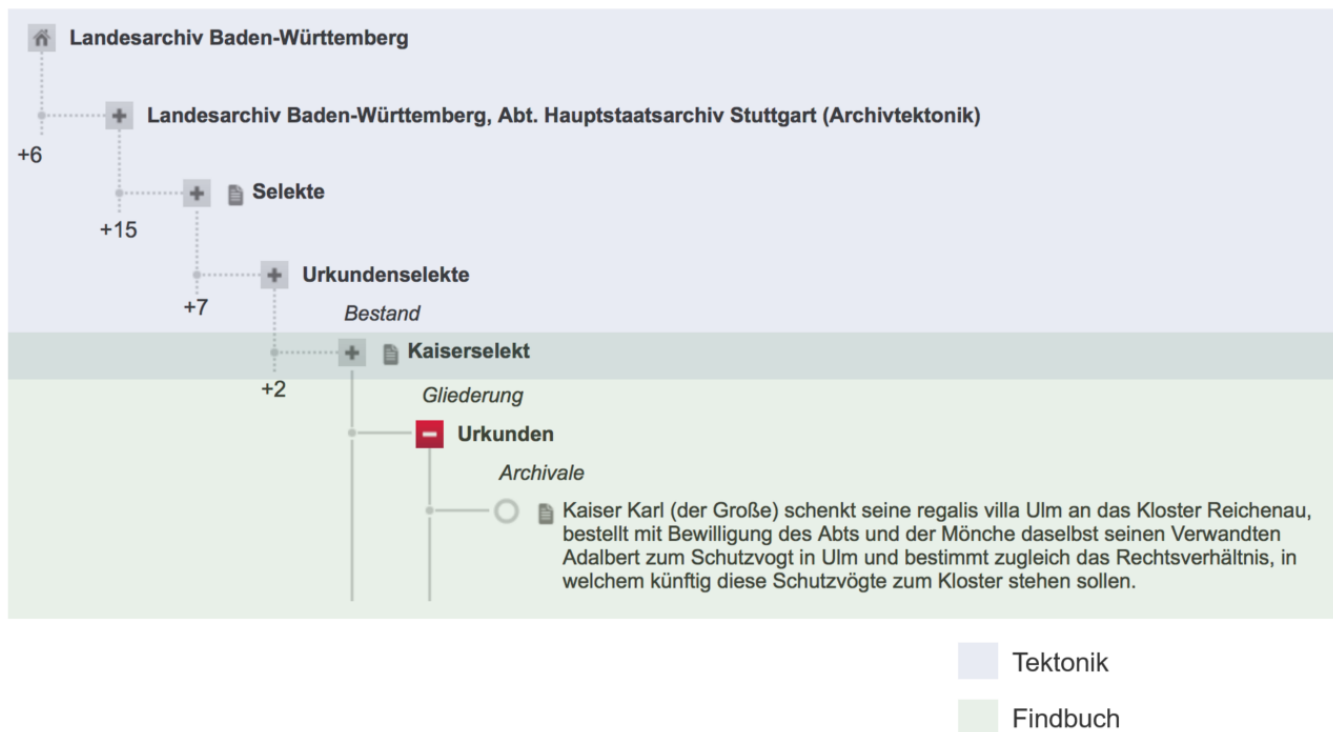 Landesarchiv Baden-Württemberg
Landesarchiv Baden-Württemberg, Abt. Hauptstaatsarchiv Stuttgart (Archivtektonik)
+6
Selekte
+15
Urkundenselekte
+7
Bestand
Kaiserselekt
+2
Gliederung
Urkunden
Archivale
Kaiser Karl (der Große) schenkt seine regalis villa Ulm an das Kloster Reichenau,
bestellt mit Bewilligung des Abts und der Mönche daselbst seinen Verwandten
Adalbert zum Schutzvogt in Ulm und bestimmt zugleich das Rechtsverhältnis, in
welchem künftig diese Schutzvögte zum Kloster stehen sollen.
Tektonik
Findbuch